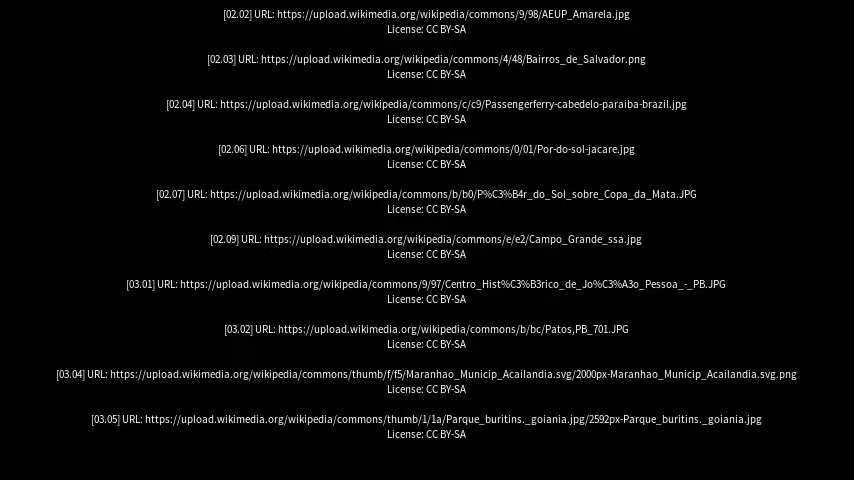 [02.02] URL: https://upload.wikimedia.org/wikipedia/commons/9/98/AEUP_Amarela.jpg
License: CC BY-SA
[02.03] URL: https://upload.wikimedia.org/wikipedia/commons/4/48/Bairros_de_Salvador.png
License: CC BY-SA
[02.04] URL: https://upload.wikimedia.org/wikipedia/commons/c/c9/Passengerferry-cabedelo-paraiba-brazil.jpg
License: CC BY-SA
[02.06] URL: https://upload.wikimedia.org/wikipedia/commons/0/01/Por-do-sol-jacare.jpg
License: CC BY-SA
[02.07] URL: https://upload.wikimedia.org/wikipedia/commons/b/b0/P%C3%B4r_do_Sol_sobre_Copa_da_Mata.JPG
License: CC BY-SA
[02.09] URL: https://upload.wikimedia.org/wikipedia/commons/e/e2/Campo_Grande_ssa.jpg
License: CC BY-SA
[03.01] URL: https://upload.wikimedia.org/wikipedia/commons/9/97/Centro_Hist%C3%B3rico_de_Jo%C3%A3o_Pessoa_-_PB.JPG
License: CC BY-SA
[03.02] URL: https://upload.wikimedia.org/wikipedia/commons/b/bc/Patos,PB_701.JPG
License: CC BY-SA
[03.04] URL: https://upload.wikimedia.org/wikipedia/commons/thumb/f/f5/Maranhao_Municip_Acailandia.svg/2000px-Maranhao_Municip_Acailandia.svg.png
License: CC BY-SA
[03.05] URL: https://upload.wikimedia.org/wikipedia/commons/thumb/1/1a/Parque_buritins._goiania.jpg/2592px-Parque_buritins._goiania.jpg
License: CC BY-SA